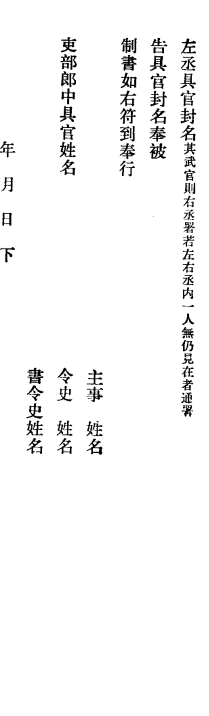 左丞具官封名其武官則右丞署若左右丞內一人無仍見在者通署
告具官封名奉被
制書如右符到奉行
主事 姓名
吏部郎中具官姓名
令史 姓名
書令史姓名
年月日下